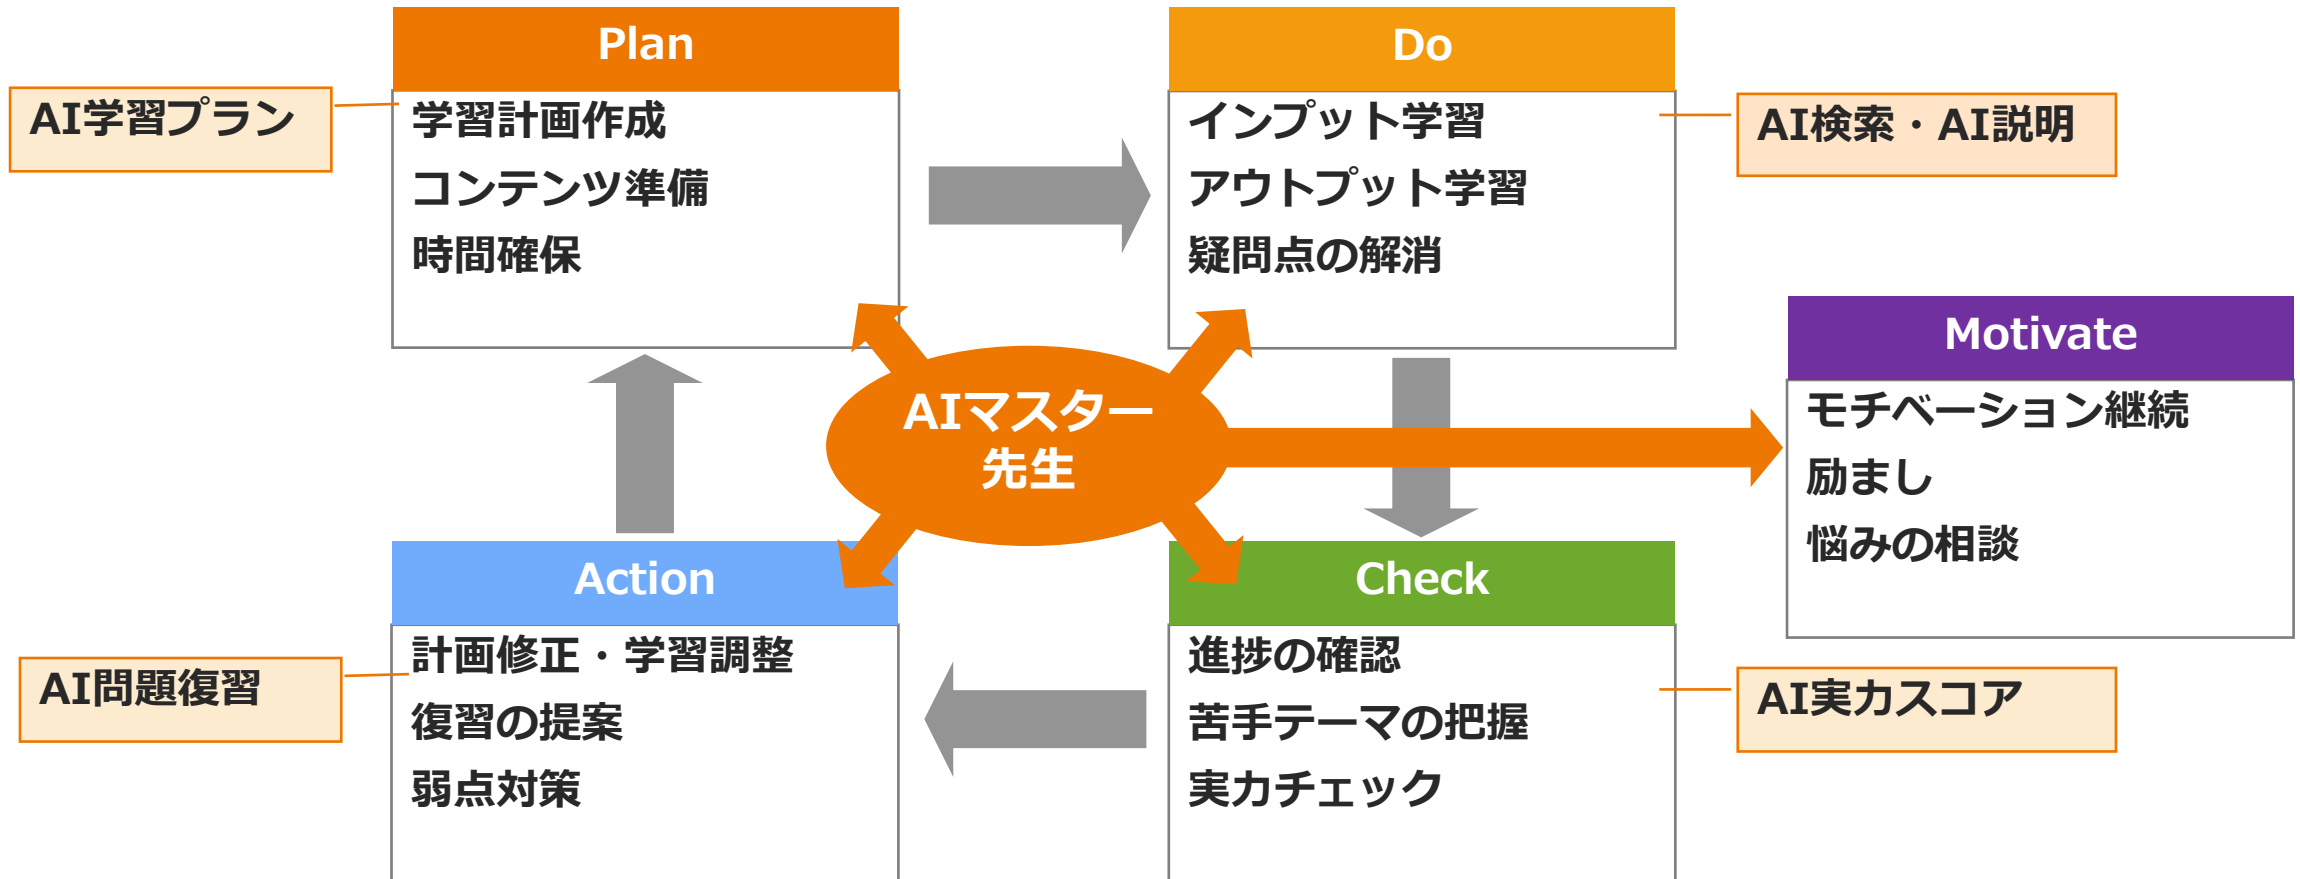 Plan
学習計画作成
コンテンツ準備
時間確保
AI学習プラン
Do
インプット学習
アウトプット学習
疑問点の解消
AI検索・AI説明
AIマスター
先生
Motivate
モチベーション継続
励まし
悩みの相談
Action
計画修正・学習調整
復習の提案
弱点対策
AI問題復習
Check
進捗の確認
苦手テーマの把握
実力チェック
AI実力スコア